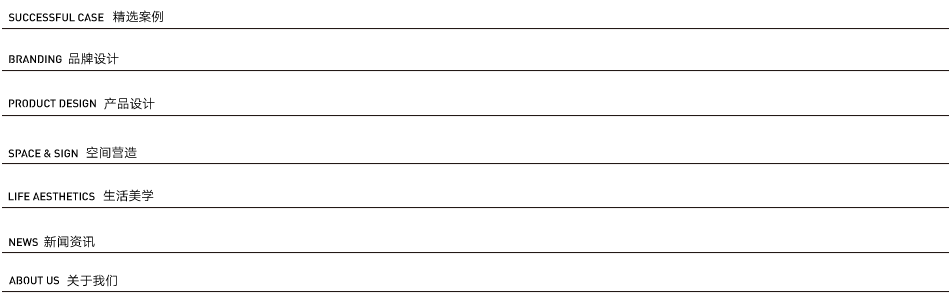 SUCCESSFUL CASE 精选案例
BRANDING 品牌设计
PRODUCT DESIGN 产品设计
SPACE & SIGN 空间营造
LIFE AESTHETICS 生活美学
NEWS 新闻资讯
ABOUT US 关于我们